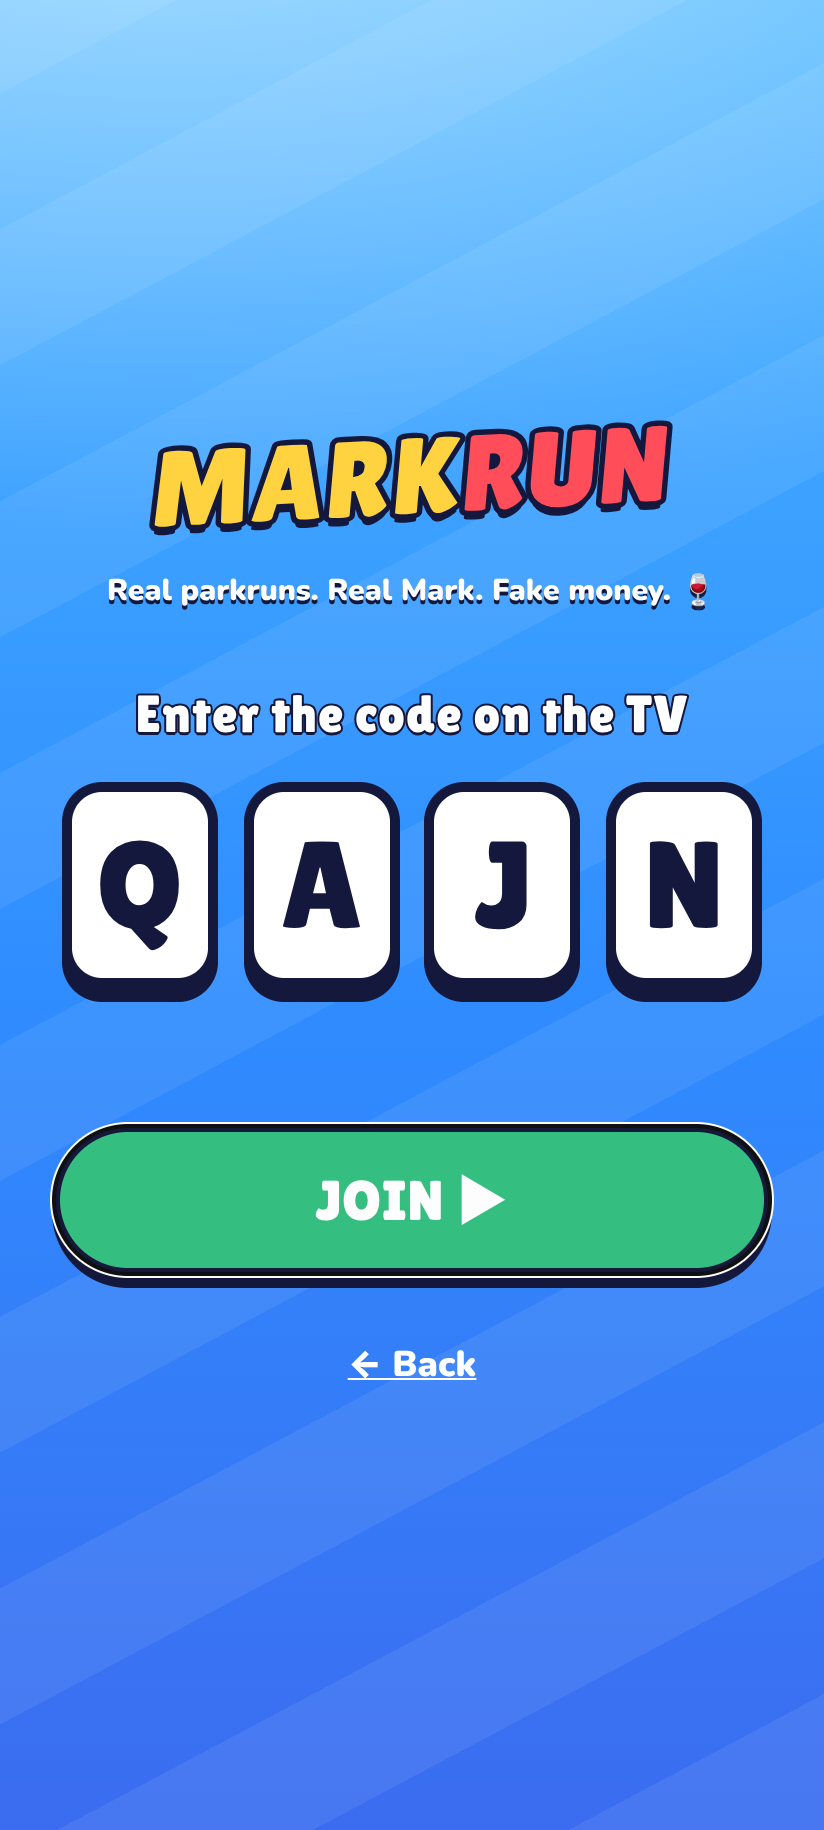 MARKRUN
Real parkruns. Real Mark. Fake money. 🍷
Enter the code on the TV
Q A J N
JOIN ▶
← Back